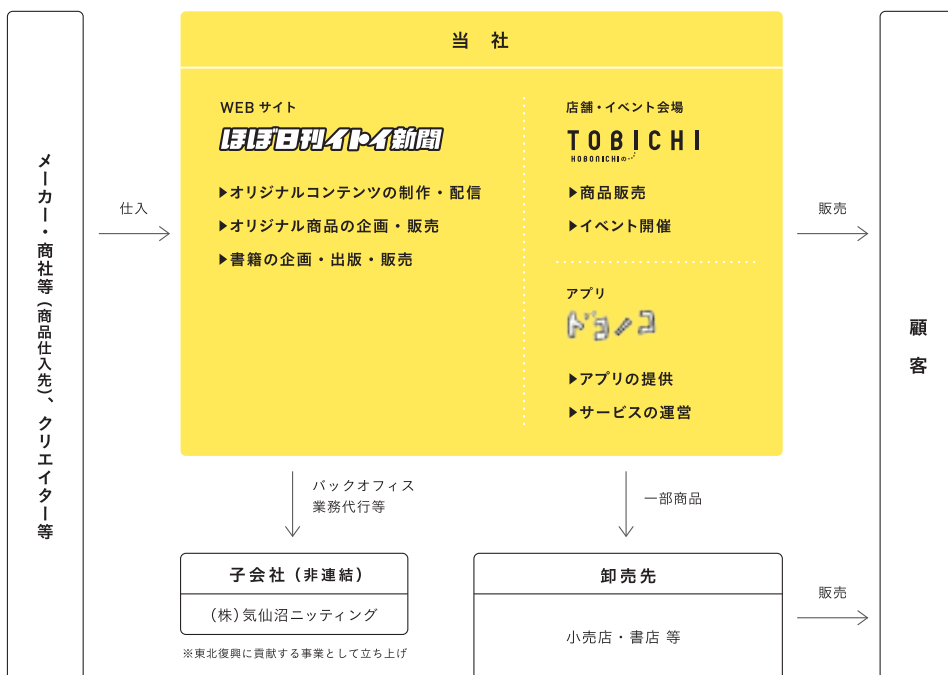 当 社
メーカー・商社等(商品仕入先)、クリエイター等
仕入
WEBサイト
ほぼ日刊イトイ新聞
▶オリジナルコンテンツの制作・配信
▶オリジナル商品の企画・販売
▶書籍の企画・出版・販売
店舗・イベント会場
TOBICHI
HOBONICHIの
▶商品販売
▶イベント開催
アプリ
ドコノコ
▶アプリの提供
▶サービスの運営
販売
顧客
バックオフィス
業務代行等
一部商品
子会社(非連結)
(株)気仙沼ニッティング
※東北復興に貢献する事業として立ち上げ
卸売先
小売店・書店 等
販売